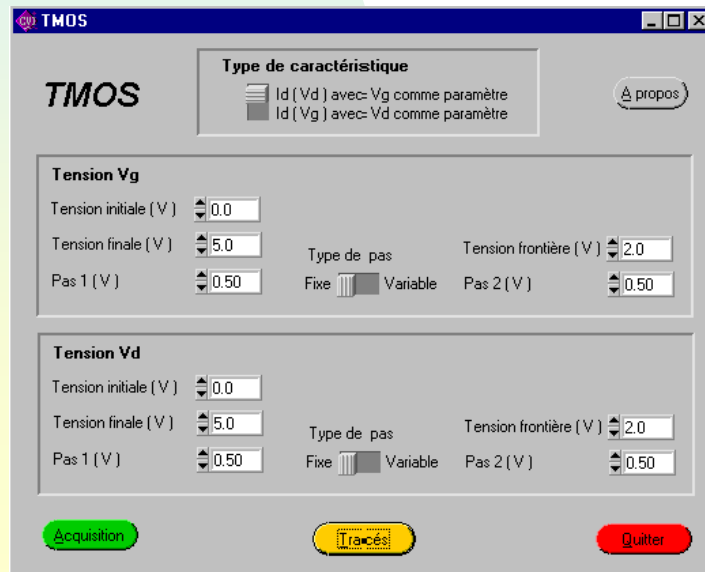 CVI TMOS
TMOS
Type de caractéristique
Id ( Vd ) avec= Vg comme paramètre
Id ( Vg ) avec= Vd comme paramètre
A propos
Tension Vg
Tension initiale ( V ) 0.0
Tension finale ( V ) 5.0
Pas 1 ( V ) 0.50
Type de pas
Fixe Variable
Tension frontière ( V ) 2.0
Pas 2 ( V ) 0.50
Tension Vd
Tension initiale ( V ) 0.0
Tension finale ( V ) 5.0
Pas 1 ( V ) 0.50
Type de pas
Fixe Variable
Tension frontière ( V ) 2.0
Pas 2 ( V ) 0.50
Acquisition
Tracés
Quitter